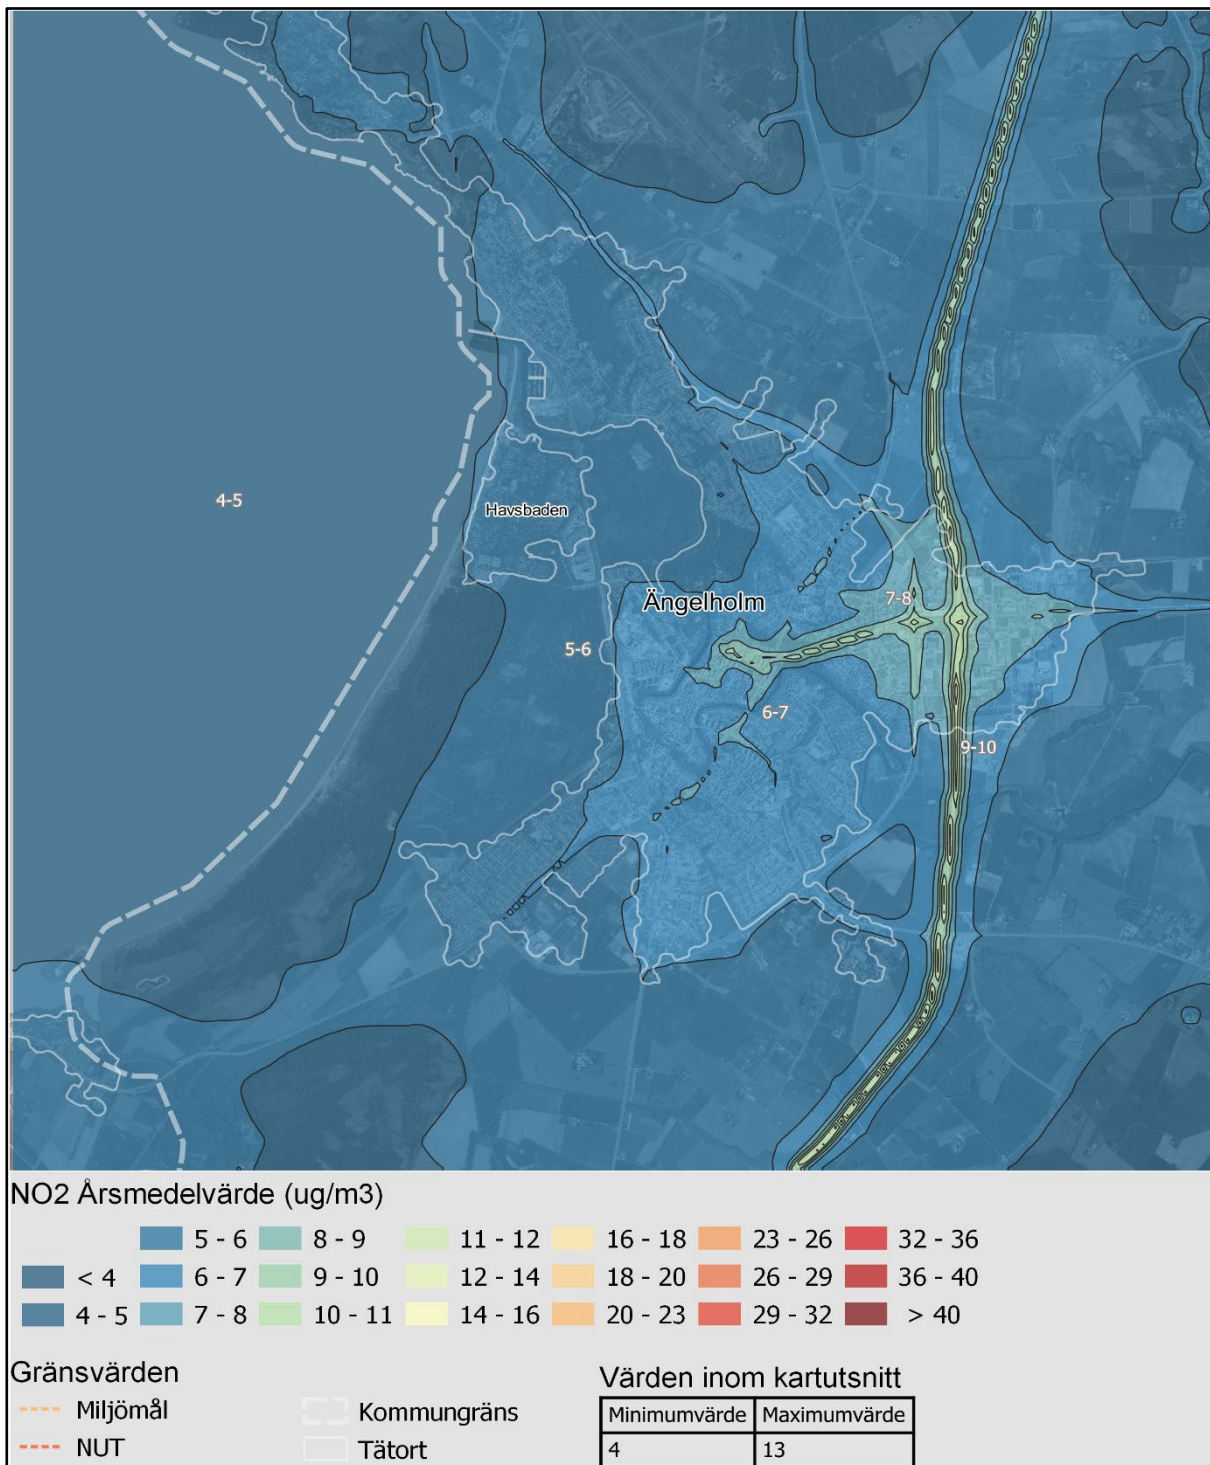 4-5
Havsbaden
Ängelholm
7-8
5-6
6-7
9-10
NO2 Årsmedelvärde (ug/m3)
5 - 6 8 - 9 11 - 12 16 - 18 23 - 26 32 - 36
< 4 6 - 7 9 - 10 12 - 14 18 - 20 26 - 29 36 - 40
4 - 5 7 - 8 10 - 11 14 - 16 20 - 23 29 - 32 > 40
Gränsvärden
Miljömål
NUT
Kommungräns
Tätort
Värden inom kartutsnitt
Minimumvärde Maximumvärde
4 13